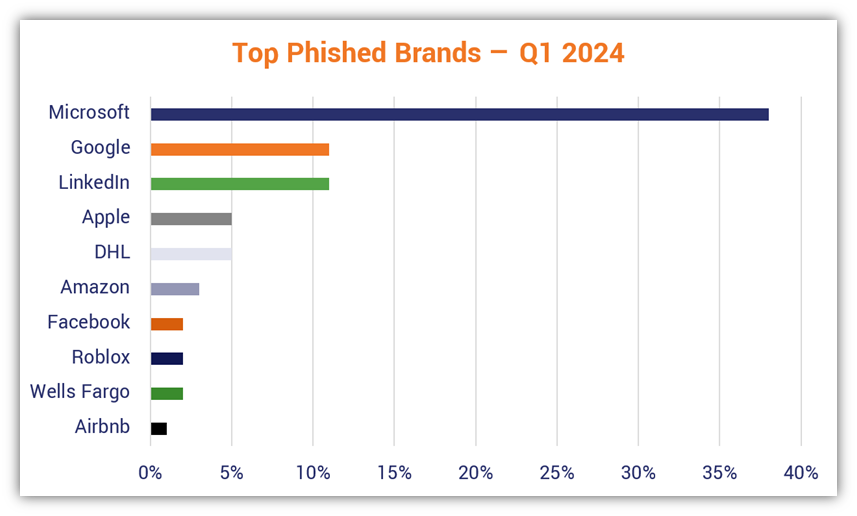 Top Phished Brands – Q1 2024
Microsoft
Google
LinkedIn
Apple
DHL
Amazon
Facebook
Roblox
Wells Fargo
Airbnb
0% 5% 10% 15% 20% 25% 30% 35% 40%